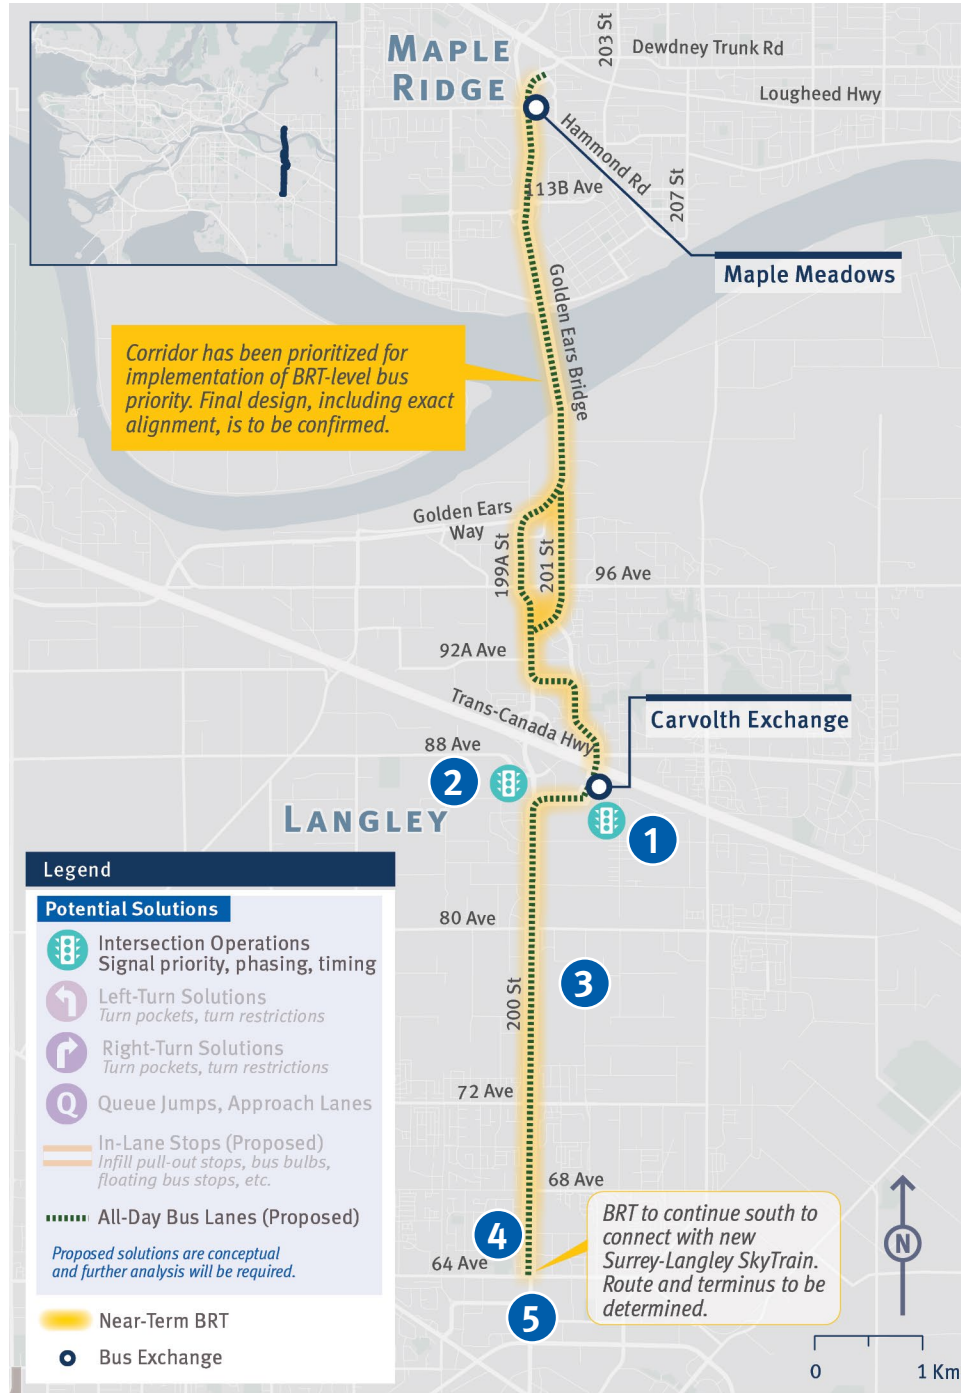 MAPLE
RIDGE
203 St
Dewdney Trunk Rd
Lougheed Hwy
Hammond Rd
113B Ave
207 St
Maple Meadows
Golden Ears Bridge
Corridor has been prioritized for
implementation of BRT-level bus
priority. Final design, including exact
alignment, is to be confirmed.
Golden Ears
Way
199A St
201 St
96 Ave
92A Ave
Trans-Canada Hwy
Carvolth Exchange
88 Ave
2
LANGLEY
1
80 Ave
3
200 St
72 Ave
68 Ave
4
64 Ave
5
BRT to continue south to
connect with new
Surrey-Langley SkyTrain.
Route and terminus to be
determined.
N
0
1 Km
Legend
Potential Solutions
Intersection Operations
Signal priority, phasing, timing
Left-Turn Solutions
Turn pockets, turn restrictions
Right-Turn Solutions
Turn pockets, turn restrictions
Q
Queue Jumps, Approach Lanes
In-Lane Stops (Proposed)
Infill pull-out stops, bus bulbs,
floating bus stops, etc.
All-Day Bus Lanes (Proposed)
Proposed solutions are conceptual
and further analysis will be required.
Near-Term BRT
Bus Exchange